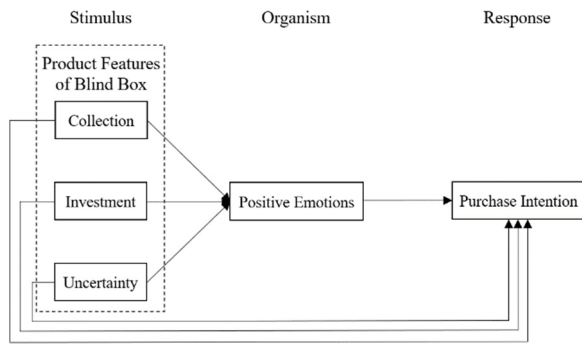 Stimulus
Organism
Response
Product Features
of Blind Box
Collection
Investment
Positive Emotions
Purchase Intention
Uncertainty